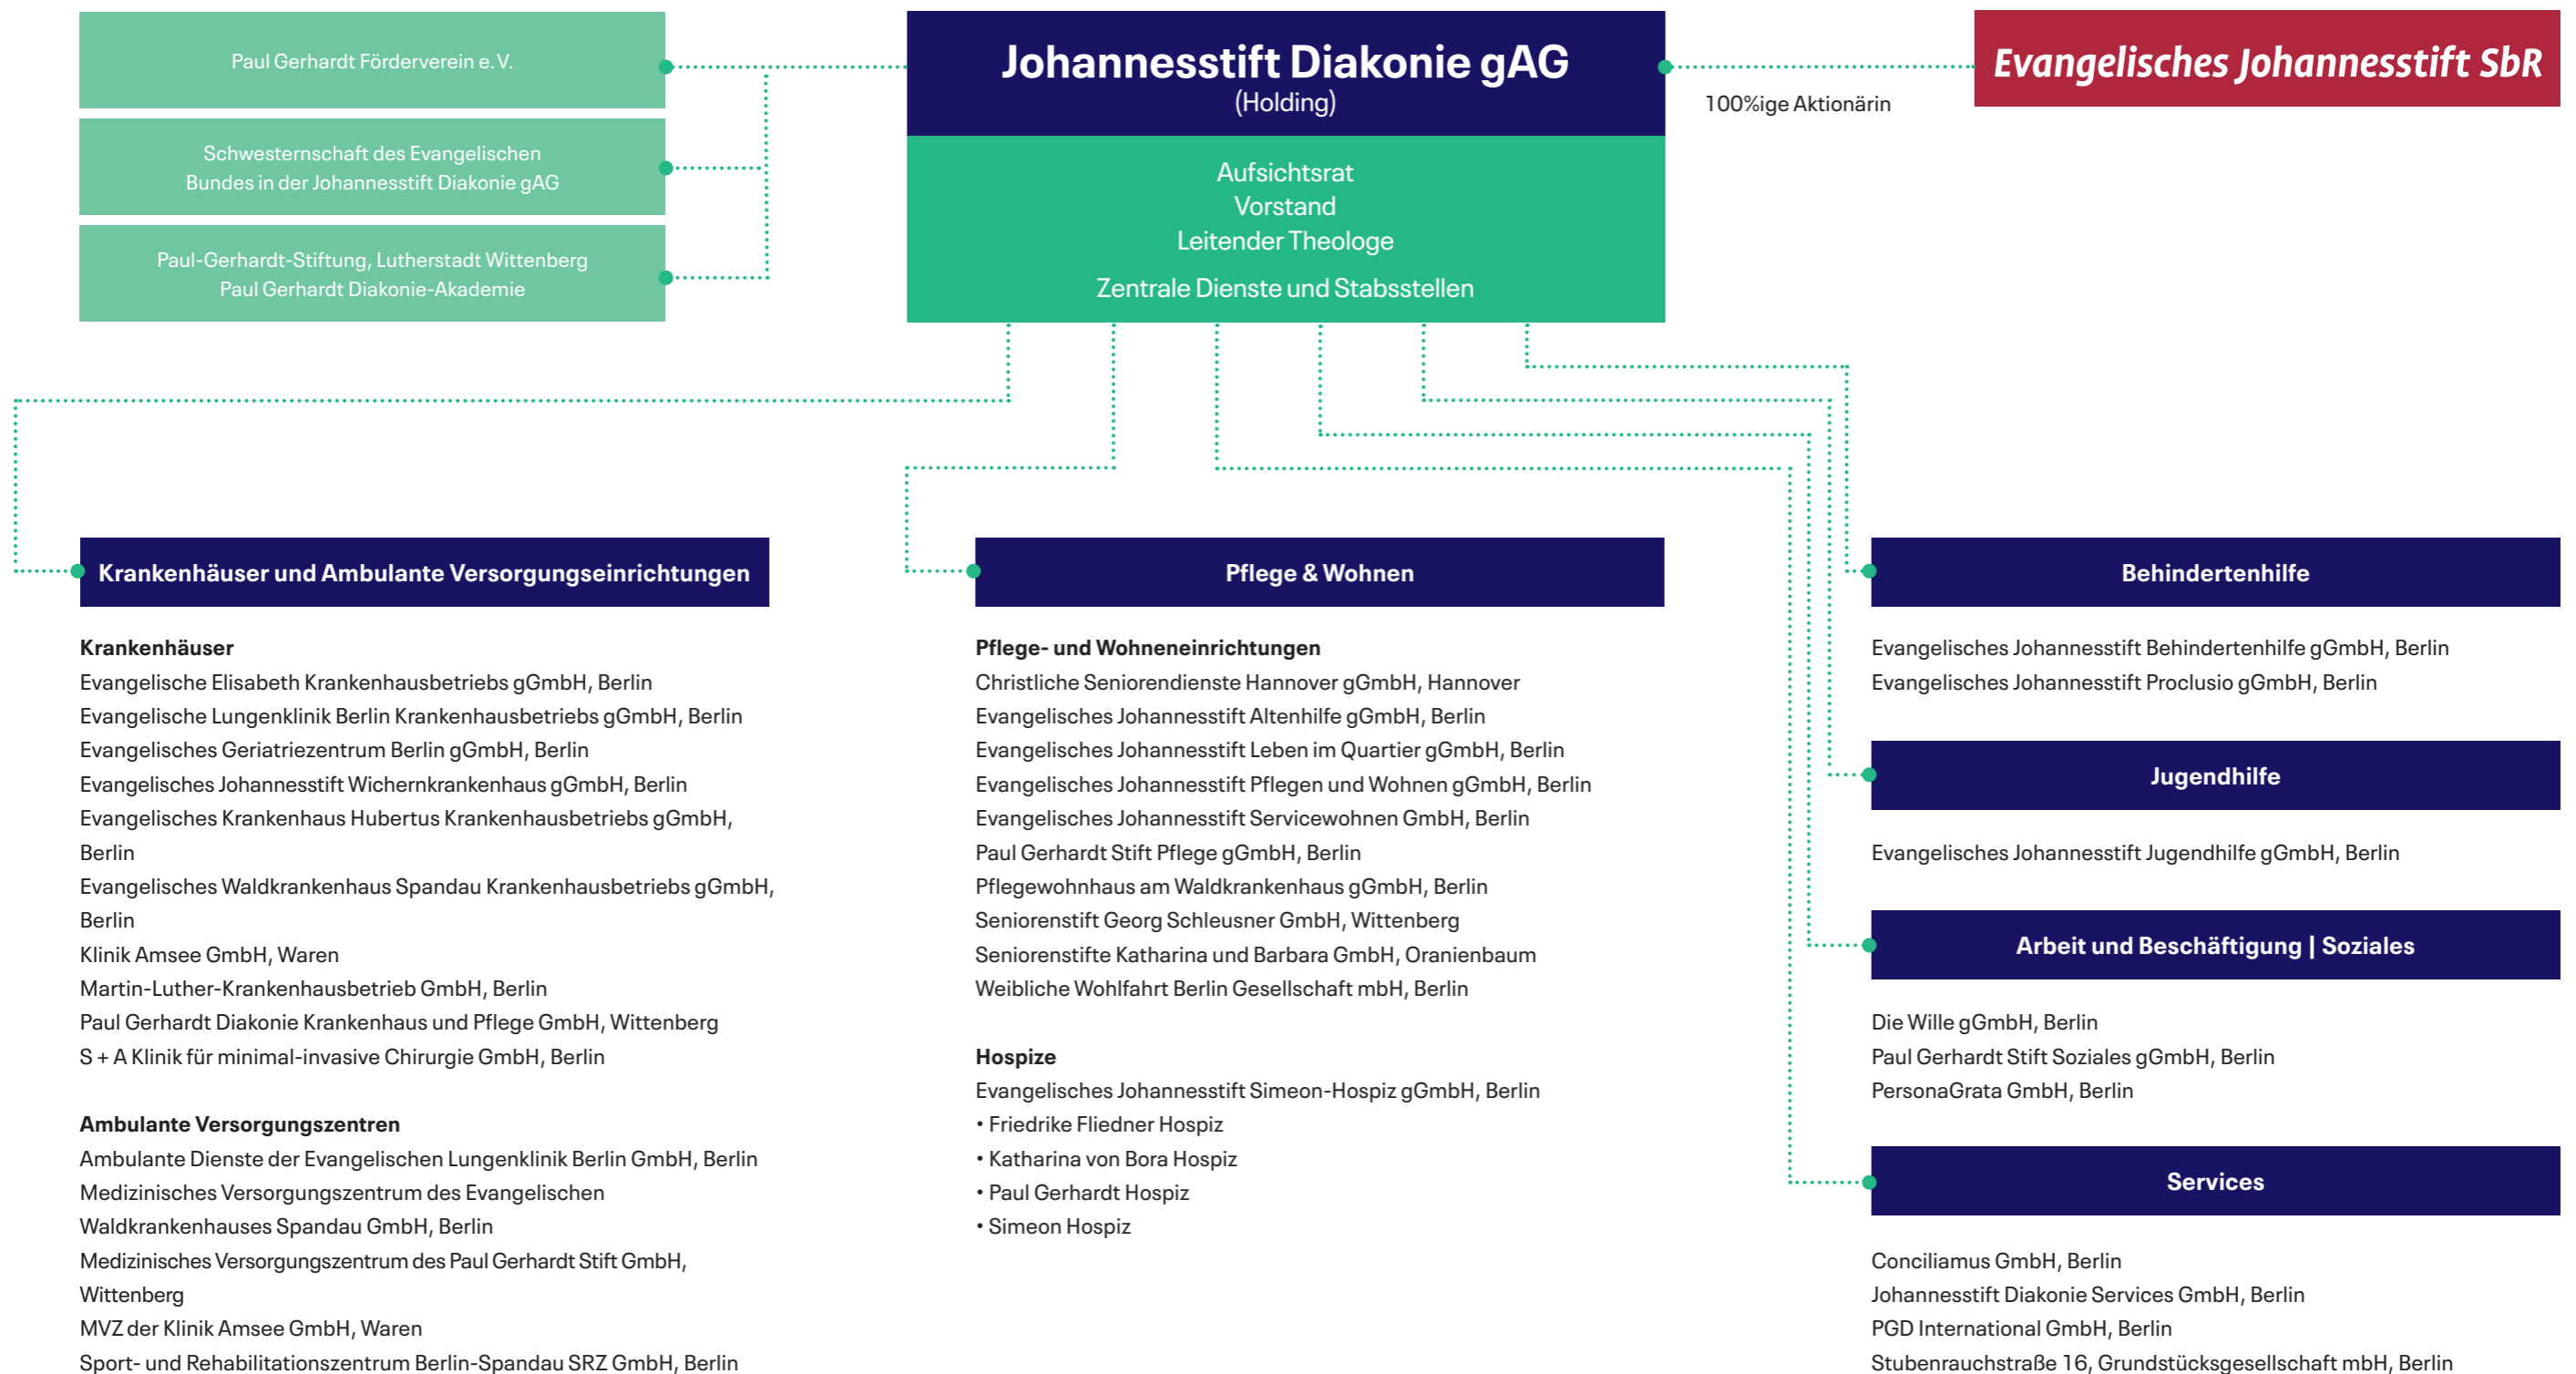 Paul Gerhardt Förderverein e.V.
Schwesternschaft des Evangelischen
Bundes in der Johannesstift Diakonie gAG
Paul-Gerhardt-Stiftung, Lutherstadt Wittenberg
Paul Gerhardt Diakonie-Akademie
Johannesstift Diakonie gAG
(Holding)
Aufsichtsrat
Vorstand
Leitender Theologe
Zentrale Dienste und Stabsstellen
100%ige Aktionärin
Evangelisches Johannesstift SbR
Krankenhäuser und Ambulante Versorgungseinrichtungen
Krankenhäuser
Evangelische Elisabeth Krankenhausbetriebs gGmbH, Berlin
Evangelische Lungenklinik Berlin Krankenhausbetriebs gGmbH, Berlin
Evangelisches Geriatriezentrum Berlin gGmbH, Berlin
Evangelisches Johannesstift Wichernkrankenhaus gGmbH, Berlin
Evangelisches Krankenhaus Hubertus Krankenhausbetriebs gGmbH,
Berlin
Evangelisches Waldkrankenhaus Spandau Krankenhausbetriebs gGmbH,
Berlin
Klinik Amsee GmbH, Waren
Martin-Luther-Krankenhausbetrieb GmbH, Berlin
Paul Gerhardt Diakonie Krankenhaus und Pflege GmbH, Wittenberg
S + A Klinik für minimal-invasive Chirurgie GmbH, Berlin
Ambulante Versorgungszentren
Ambulante Dienste der Evangelischen Lungenklinik Berlin GmbH, Berlin
Medizinisches Versorgungszentrum des Evangelischen
Waldkrankenhauses Spandau GmbH, Berlin
Medizinisches Versorgungszentrum des Paul Gerhardt Stift GmbH,
Wittenberg
MVZ der Klinik Amsee GmbH, Waren
Sport- und Rehabilitationszentrum Berlin-Spandau SRZ GmbH, Berlin
Pflege & Wohnen
Pflege- und Wohneneinrichtungen
Christliche Seniorendienste Hannover gGmbH, Hannover
Evangelisches Johannesstift Altenhilfe gGmbH, Berlin
Evangelisches Johannesstift Leben im Quartier gGmbH, Berlin
Evangelisches Johannesstift Pflegen und Wohnen gGmbH, Berlin
Evangelisches Johannesstift Servicewohnen GmbH, Berlin
Paul Gerhardt Stift Pflege gGmbH, Berlin
Pflegewohnhaus am Waldkrankenhaus gGmbH, Berlin
Seniorenstift Georg Schleusner GmbH, Wittenberg
Seniorenstifte Katharina und Barbara GmbH, Oranienbaum
Weibliche Wohlfahrt Berlin Gesellschaft mbH, Berlin
Hospize
Evangelisches Johannesstift Simeon-Hospiz gGmbH, Berlin
• Friedrike Fliedner Hospiz
• Katharina von Bora Hospiz
• Paul Gerhardt Hospiz
• Simeon Hospiz
Behindertenhilfe
Evangelisches Johannesstift Behindertenhilfe gGmbH, Berlin
Evangelisches Johannesstift Proclusio gGmbH, Berlin
Jugendhilfe
Evangelisches Johannesstift Jugendhilfe gGmbH, Berlin
Arbeit und Beschäftigung | Soziales
Die Wille gGmbH, Berlin
Paul Gerhardt Stift Soziales gGmbH, Berlin
PersonaGrata GmbH, Berlin
Services
Conciliamus GmbH, Berlin
Johannesstift Diakonie Services GmbH, Berlin
PGD International GmbH, Berlin
Stubenrauchstraße 16, Grundstücksgesellschaft mbH, Berlin